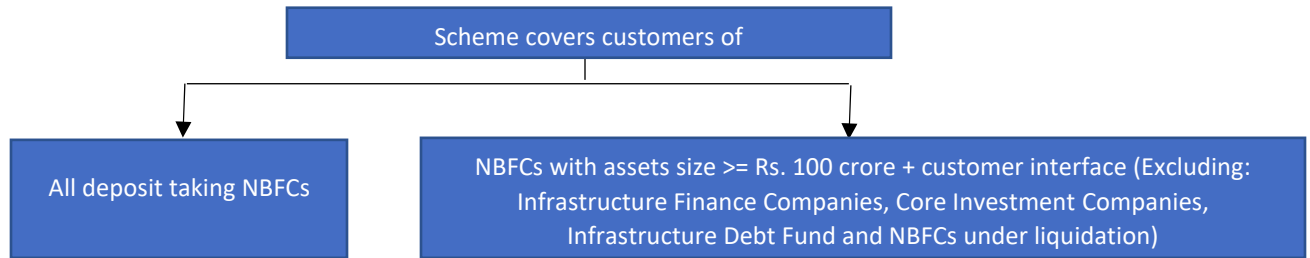 Scheme covers customers of
All deposit taking NBFCs
NBFCs with assets size >= Rs. 100 crore + customer interface (Excluding:
Infrastructure Finance Companies, Core Investment Companies,
Infrastructure Debt Fund and NBFCs under liquidation)